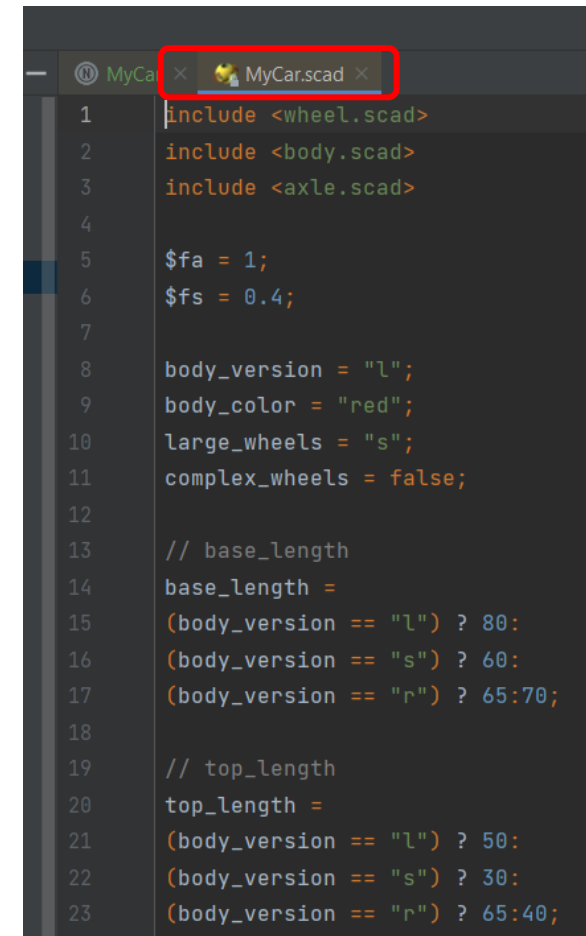 MyCa MyCar.scad
1 include <wheel.scad>
2 include <body.scad>
3 include <axle.scad>
4
5 $fa = 1;
6 $fs = 0.4;
7
8 body_version = "l";
9 body_color = "red";
10 large_wheels = "s";
11 complex_wheels = false;
12
13 // base_length
14 base_length =
15 (body_version == "l") ? 80:
16 (body_version == "s") ? 60:
17 (body_version == "r") ? 65:70;
18
19 // top_length
20 top_length =
21 (body_version == "l") ? 50:
22 (body_version == "s") ? 30:
23 (body_version == "r") ? 65:40;